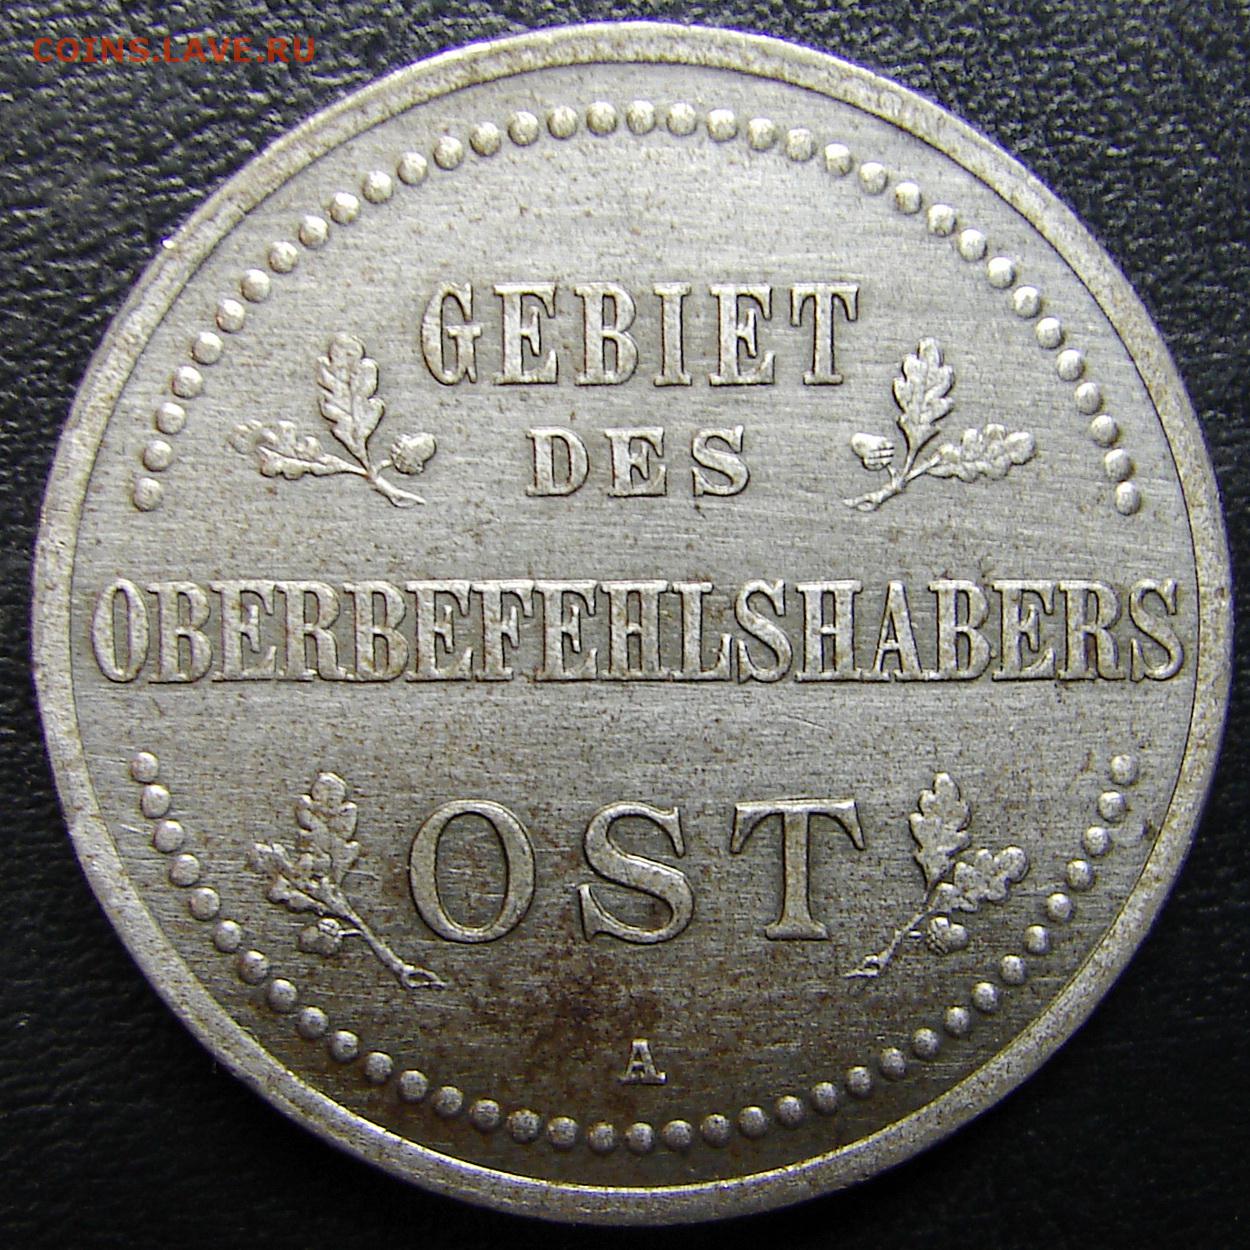 COINS.LAVE.RU
GEBIET
DES
OBERBEFEHLSHABERS
OST
A